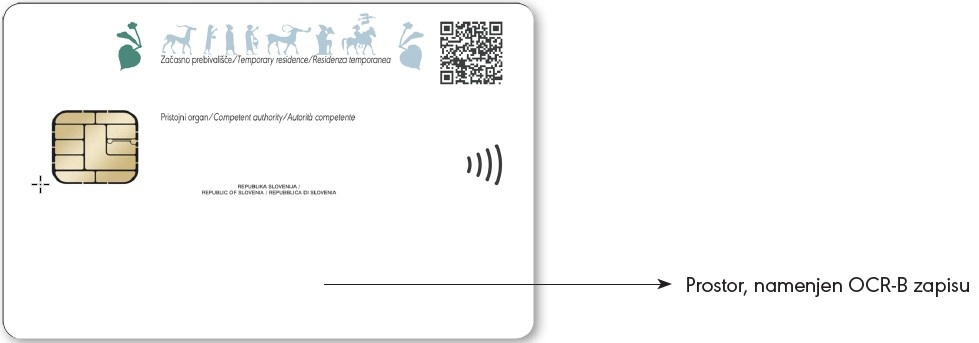 Začasno prebivališče/Temporary residence/Residenza temporanea
Pristojni organ/Competent authority/Autorità competente
REPUBLIKA SLOVENIJA /
REPUBLIC OF SLOVENIA / REPUBBLICA DI SLOVENIA
Prostor, namenjen OCR-B zapisu